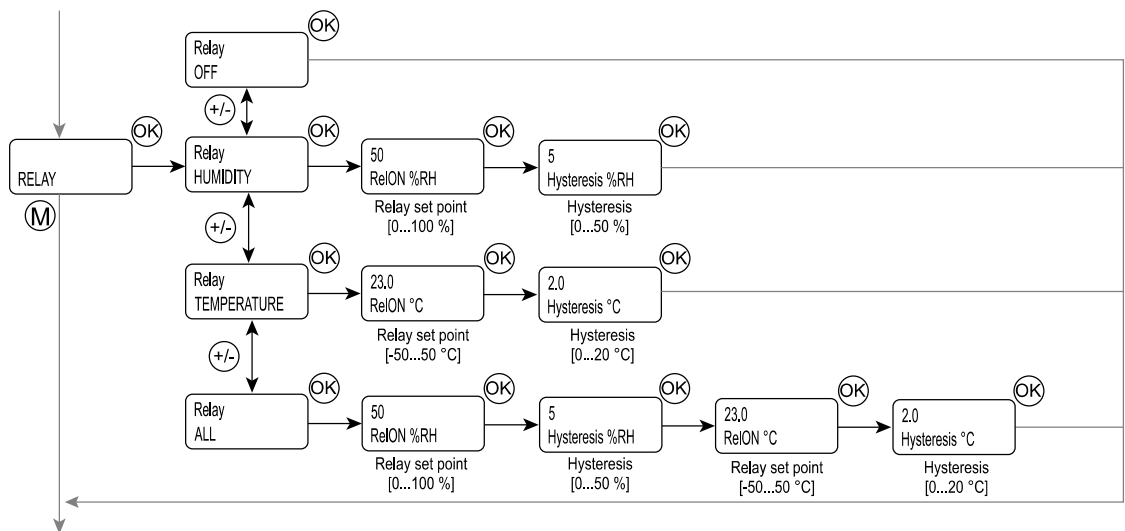 OK
Relay
OFF
+/-
OK
OK
OK
OK
RELAY
Relay
HUMIDITY
50
RelON %RH
5
Hysteresis %RH
M
Relay set point
[0...100 %]
Hysteresis
[0...50 %]
+/-
OK
OK
OK
Relay
TEMPERATURE
23.0
RelON °C
2.0
Hysteresis °C
Relay set point
[-50...50 °C]
Hysteresis
[0...20 °C]
+/-
OK
OK
OK
OK
OK
Relay
ALL
50
RelON %RH
5
Hysteresis %RH
23.0
RelON °C
2.0
Hysteresis °C
Relay set point
[0...100 %]
Hysteresis
[0...50 %]
Relay set point
[-50...50 °C]
Hysteresis
[0...20 °C]